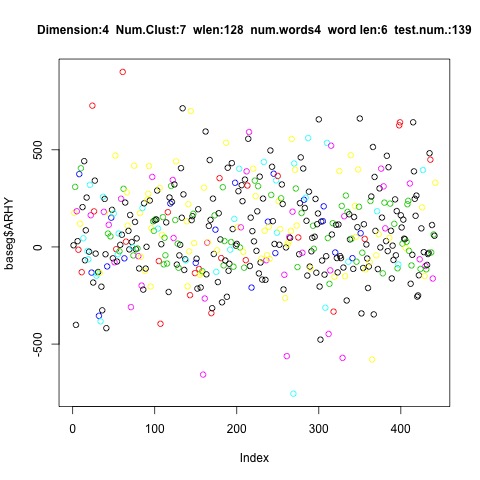 Dimension:4 Num.Clust:7 wlen:128 num.words4 word len:6 test.num.:139
500
0
-500
baseg$ARHY
0 100 200 300 400
Index